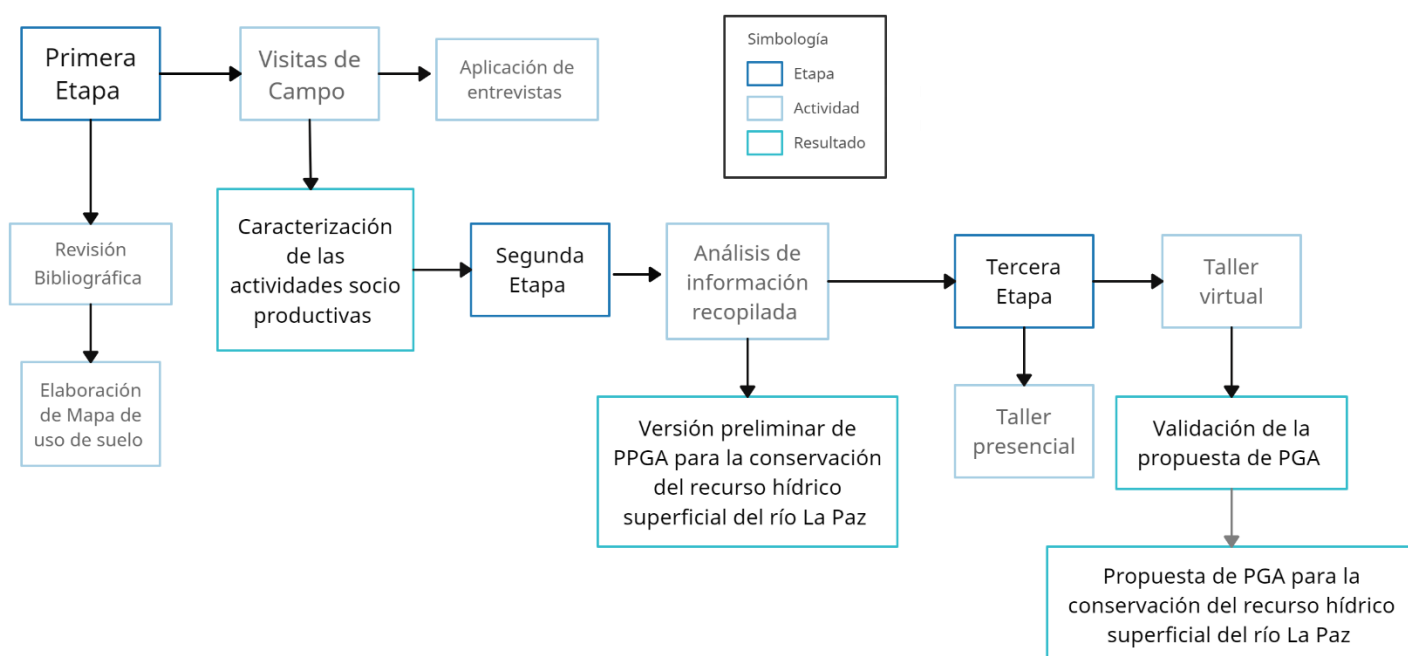 Primera
Etapa
Visitas de
Campo
Aplicación de
entrevistas
Simbología
Etapa
Actividad
Resultado
Revisión
Bibliográfica
Caracterización
de las
actividades socio
productivas
Segunda
Etapa
Análisis de
información
recopilada
Tercera
Etapa
Taller
virtual
Elaboración
de Mapa de
uso de suelo
Versión preliminar de
PPGA para la conservación
del recurso hídrico
superficial del río La Paz
Taller
presencial
Validación de la
propuesta de PGA
Propuesta de PGA para la
conservación del recurso hídrico
superficial del río La Paz